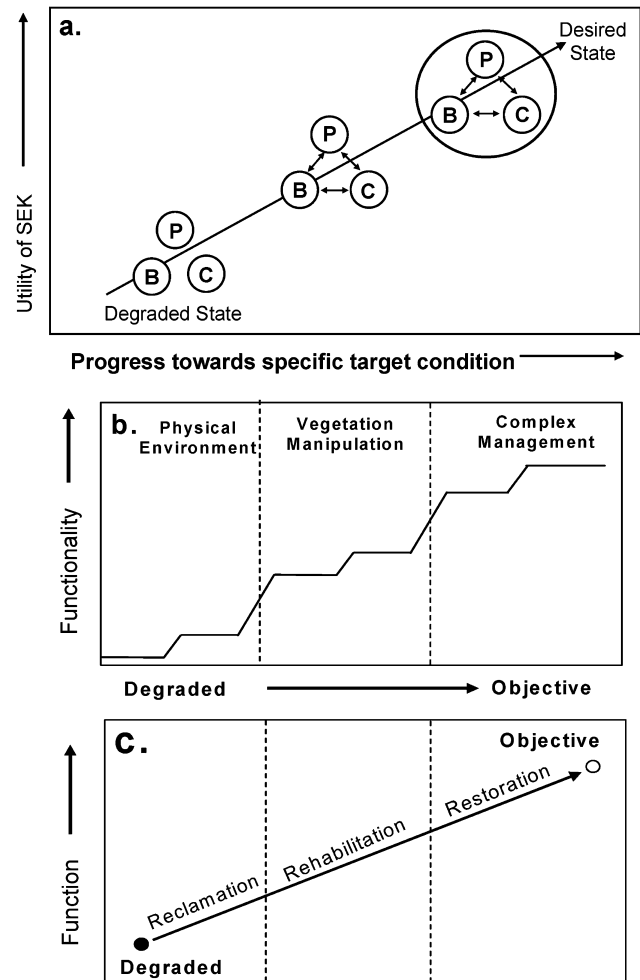 a.
Desired
State
P
B
C
P
B
C
P
B
C
Degraded State
Utility of SEK
Progress towards specific target condition
b.
Physical
Environment
Vegetation
Manipulation
Complex
Management
Functionality
Degraded
Objective
c.
Objective
Restoration
Rehabilitation
Reclamation
Function
Degraded